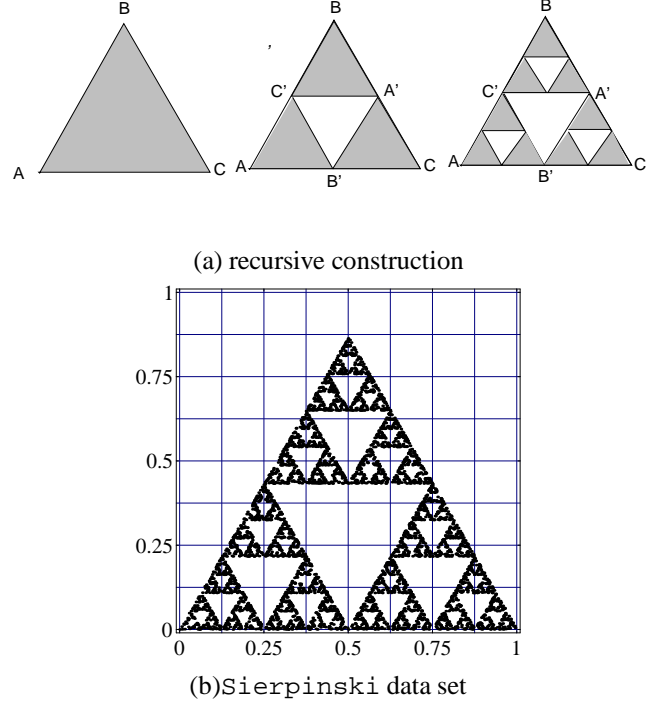 B B B
C' A' C' A'
A C A C A C
B' B'
(a) recursive construction
1
0.75
0.5
0.25
0
0 0.25 0.5 0.75 1
(b)Sierpinski data set